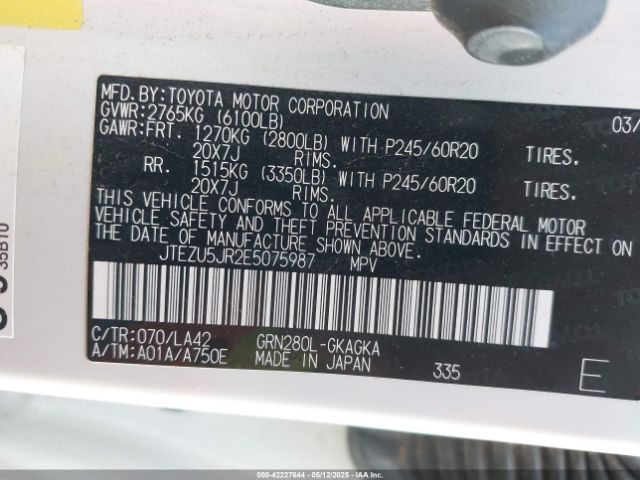 MFD. BY: TOYOTA MOTOR CORPORATION 03/
GVWR: 2765KG (6100LB)
GAWR: FRT. 1270KG (2800LB) WITH P245/60R20 TIRES.
20X7J RIMS.
RR. 1515KG (3350LB) WITH P245/60R20 TIRES.
20X7J RIMS.
THIS VEHICLE CONFORMS TO ALL APPLICABLE FEDERAL MOTOR
VEHICLE SAFETY AND THEFT PREVENTION STANDARDS IN EFFECT ON
THE DATE OF MANUFACTURE SHOWN ABOVE.
JTEZU5JR2E5075987 MPV
C/TR: 070/LA42 GRN280L-GKAGKA
A/TM: A01A/A750E MADE IN JAPAN 335 E
35B10
000-42227644 - 05/12/2025 - IAA, Inc.